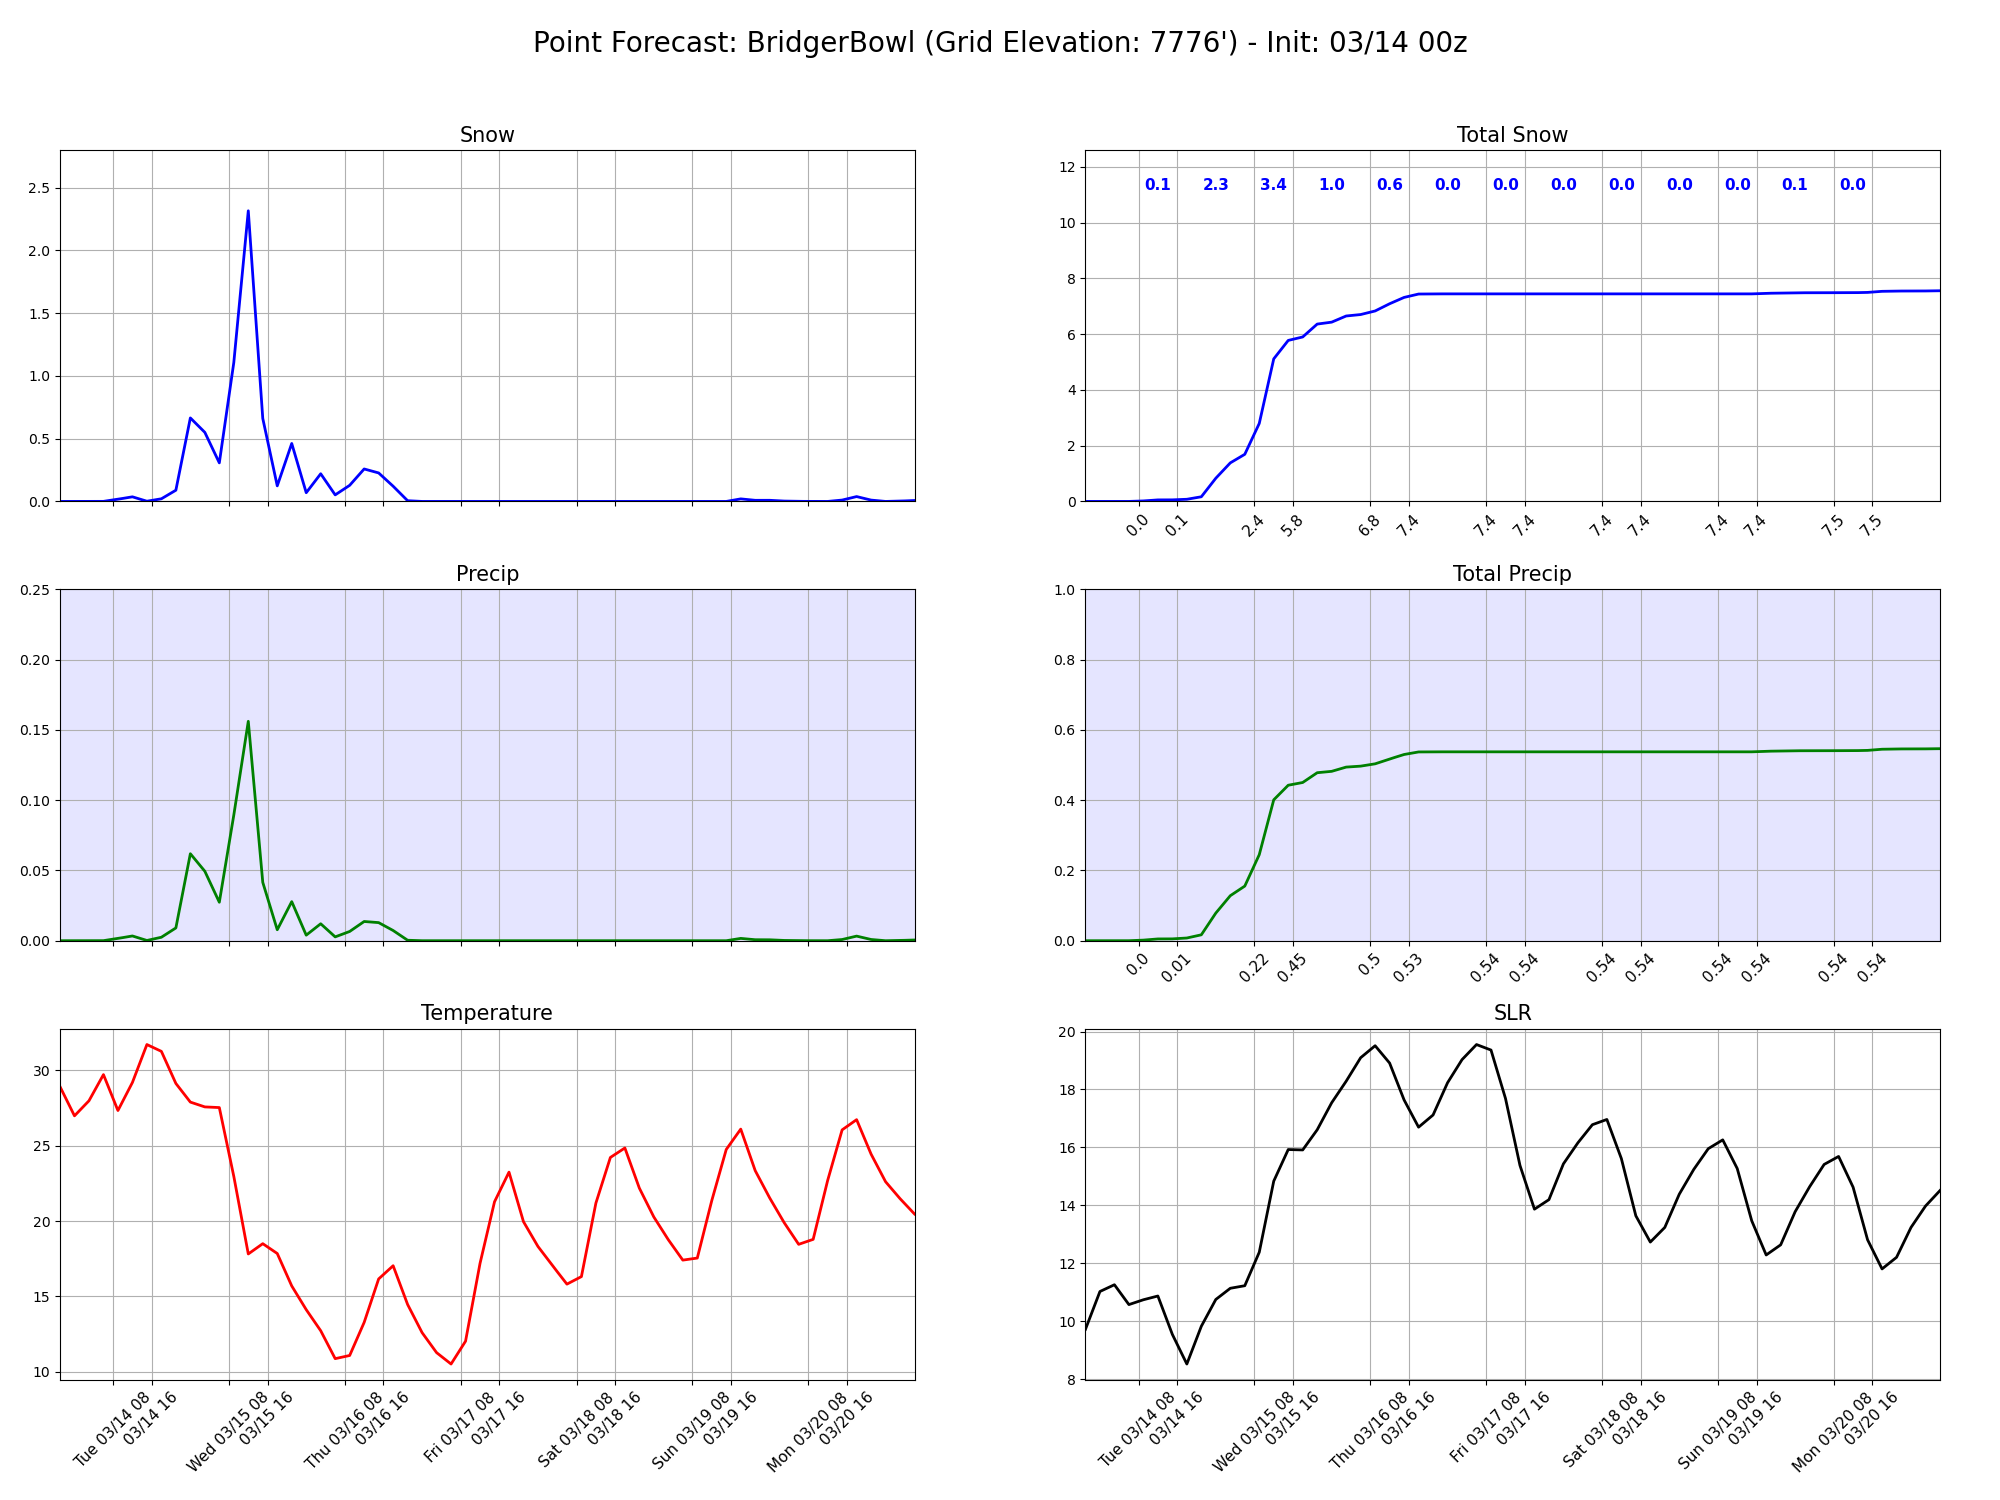 Point Forecast: BridgerBowl (Grid Elevation: 7776') - Init: 03/14 00z
Snow
2.5
2.0
1.5
1.0
0.5
0.0
Total Snow
12
10
8
6
4
2
0
0.1 2.3 3.4 1.0 0.6 0.0 0.0 0.0 0.0 0.0 0.0 0.1 0.0
0.0 0.1 2.4 5.8 6.8 7.4 7.4 7.4 7.4 7.4 7.4 7.4 7.5 7.5
Precip
0.25
0.20
0.15
0.10
0.05
0.00
Total Precip
1.0
0.8
0.6
0.4
0.2
0.0
0.0 0.01 0.22 0.45 0.5 0.53 0.54 0.54 0.54 0.54 0.54 0.54 0.54 0.54
Temperature
30
25
20
15
10
Tue 03/14 08
03/14 16
Wed 03/15 08
03/15 16
Thu 03/16 08
03/16 16
Fri 03/17 08
03/17 16
Sat 03/18 08
03/18 16
Sun 03/19 08
03/19 16
Mon 03/20 08
03/20 16
SLR
20
18
16
14
12
10
8
Tue 03/14 08
03/14 16
Wed 03/15 08
03/15 16
Thu 03/16 08
03/16 16
Fri 03/17 08
03/17 16
Sat 03/18 08
03/18 16
Sun 03/19 08
03/19 16
Mon 03/20 08
03/20 16